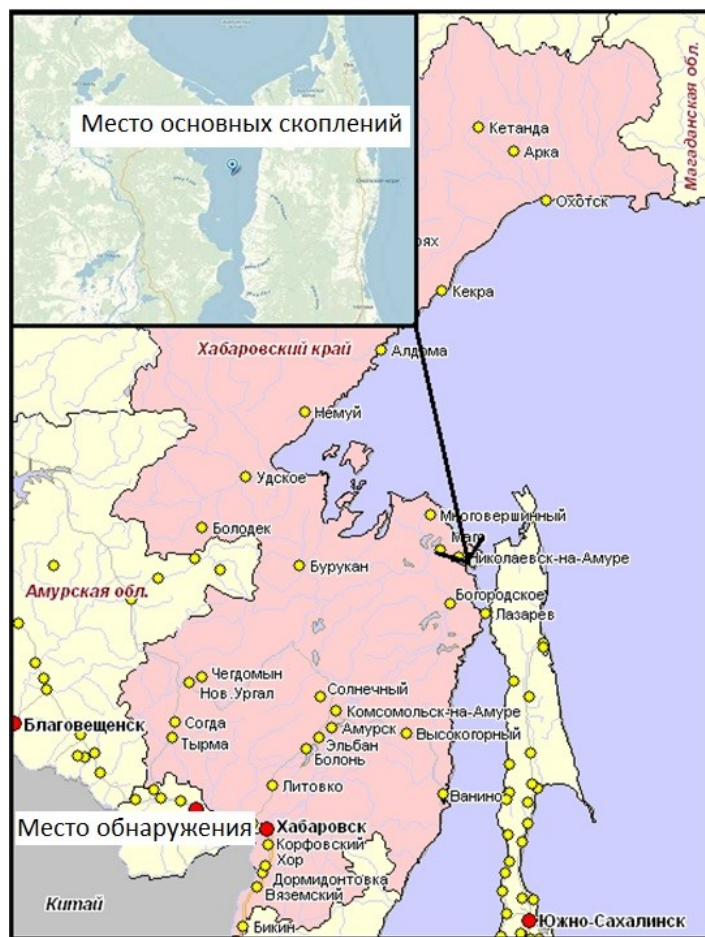 Место основных скоплений
Магаданская обл.
Кетанда
Арка
Охотск
Кекра
Хабаровский край
Алдома
Немуй
Удское
Болодек
Многовершинный
Николаевск-на-Амуре
Бурукан
Амурская обл.
Богородское
Лазарев
Чегдомын
Нов.Ургал
Солнечный
Комсомольск-на-Амуре
Благовещенск
Согда
Амурск
Высокогорный
Тырма
Эльбан
Болонь
Литовко
Ванино
Место обнаружения
Хабаровск
Корфовский
Хор
Дормидонтовка
Вяземский
Китай
Бикин
Южно-Сахалинск